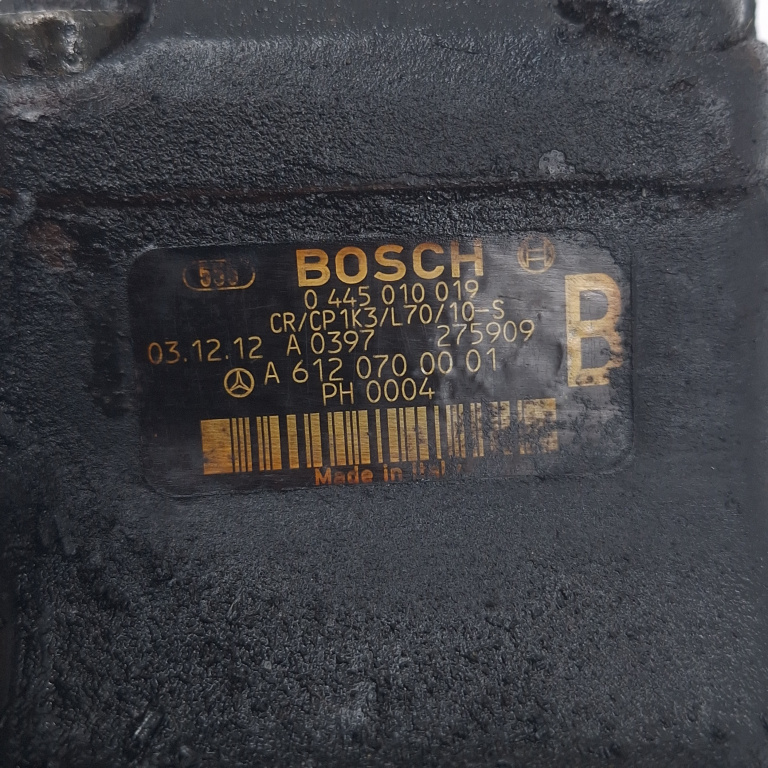 BOSCH
0 445 010 019
CR/CP1K3/L70/10-S
03.12.12 A 0397 275909
A 612 070 00 01
PH 0004
B
Made in